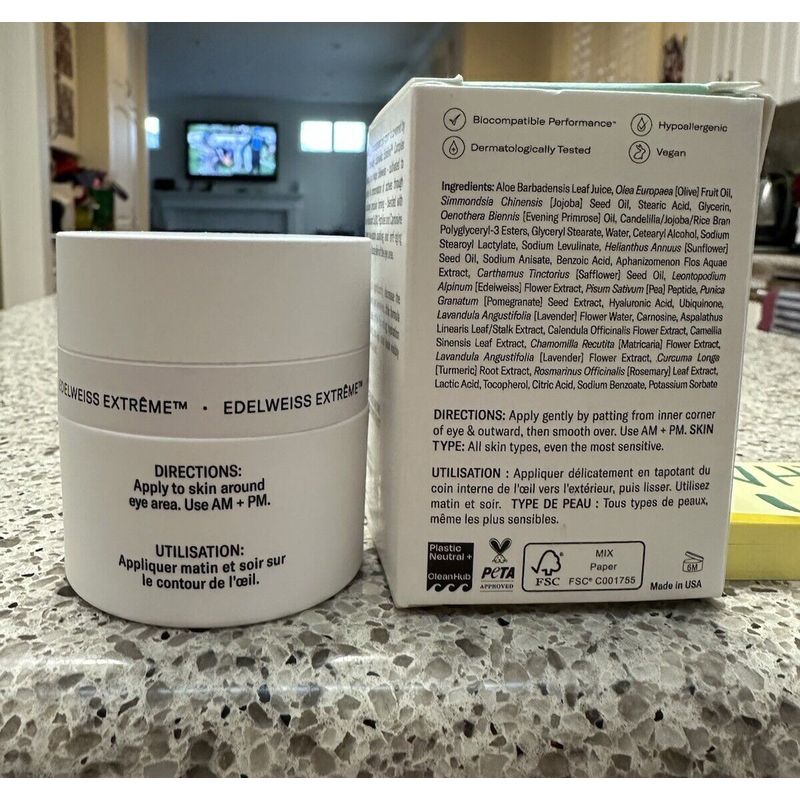 EDELWEISS EXTRÊME™ · EDELWEISS EXTRÊME™
DIRECTIONS:
Apply to skin around
eye area. Use AM + PM.
UTILISATION:
Appliquer matin et soir sur
le contour de l'œil.
Biocompatible Performance™
Hypoallergenic
Dermatologically Tested
Vegan
Ingredients: Aloe Barbadensis Leaf Juice, Olea Europaea [Olive] Fruit Oil,
Simmondsia Chinensis [Jojoba] Seed Oil, Stearic Acid, Glycerin,
Oenothera Biennis [Evening Primrose] Oil, Candelilla/Jojoba/Rice Bran
Polyglyceryl-3 Esters, Glyceryl Stearate, Water, Cetearyl Alcohol, Sodium
Stearoyl Lactylate, Sodium Levulinate, Helianthus Annuus [Sunflower]
Seed Oil, Sodium Anisate, Benzoic Acid, Aphanizomenon Flos Aquae
Extract, Carthamus Tinctorius [Safflower] Seed Oil, Leontopodium
Alpinum [Edelweiss] Flower Extract, Pisum Sativum [Pea] Peptide, Punica
Granatum [Pomegranate] Seed Extract, Hyaluronic Acid, Ubiquinone,
Lavandula Angustifolia [Lavender] Flower Water, Carnosine, Aspalathus
Linearis Leaf/Stalk Extract, Calendula Officinalis Flower Extract, Camellia
Sinensis Leaf Extract, Chamomilla Recutita [Matricaria] Flower Extract,
Lavandula Angustifolia [Lavender] Flower Extract, Curcuma Longa
[Turmeric] Root Extract, Rosmarinus Officinalis [Rosemary] Leaf Extract,
Lactic Acid, Tocopherol, Citric Acid, Sodium Benzoate, Potassium Sorbate
DIRECTIONS: Apply gently by patting from inner corner
of eye & outward, then smooth over. Use AM + PM. SKIN
TYPE: All skin types, even the most sensitive.
UTILISATION : Appliquer délicatement en tapotant du
coin interne de l'œil vers l'extérieur, puis lisser. Utilisez
matin et soir. TYPE DE PEAU : Tous types de peaux,
même les plus sensibles.
Plastic
Neutral +
CleanHub
PETA
APPROVED
FSC
MIX
Paper
FSC® C001755
6M
Made in USA